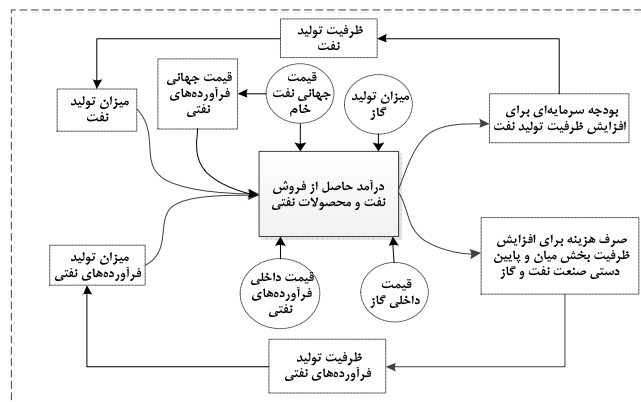 ظرفیت تولید
نفت
قیمت جهانی
فرآورده‌های
نفتی
قیمت
جهانی نفت
خام
میزان تولید
گاز
میزان تولید
نفت
بودجه سرمایه‌ای برای
افزایش ظرفیت تولید نفت
درآمد حاصل از فروش
نفت و محصولات نفتی
میزان تولید
فرآورده‌های نفتی
صرف هزینه برای افزایش
ظرفیت بخش میان و پایین
دستی صنعت نفت و گاز
قیمت داخلی
فرآورده‌های
نفتی
قیمت
داخلی گاز
ظرفیت تولید
فرآورده‌های نفتی